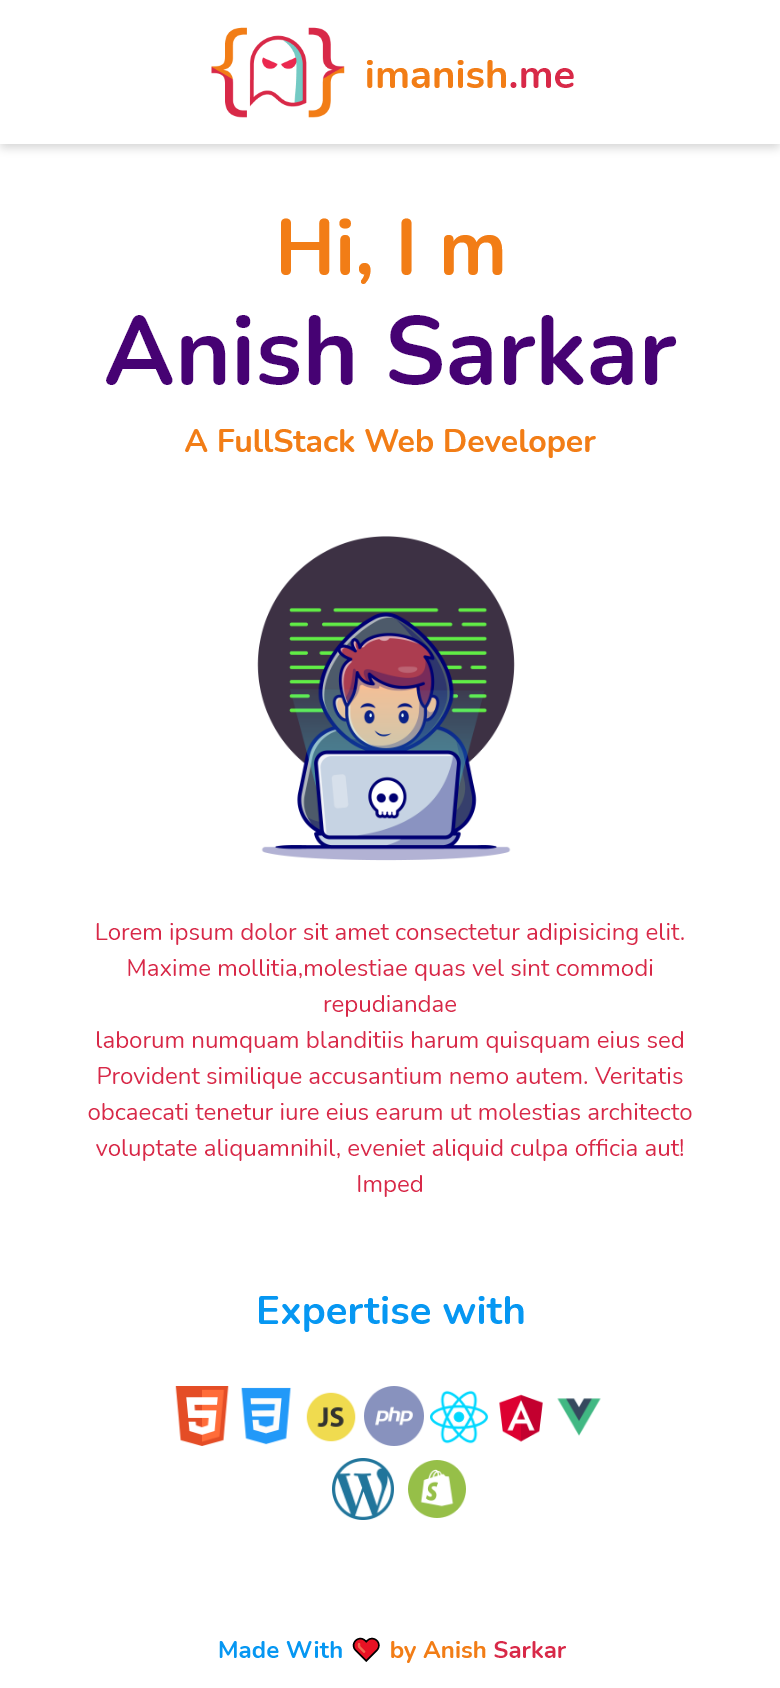 imanish.me
Hi, I m
Anish Sarkar
A FullStack Web Developer
Lorem ipsum dolor sit amet consectetur adipisicing elit.
Maxime mollitia,molestiae quas vel sint commodi
repudiandae
laborum numquam blanditiis harum quisquam eius sed
Provident similique accusantium nemo autem. Veritatis
obcaecati tenetur iure eius earum ut molestias architecto
voluptate aliquamnihil, eveniet aliquid culpa officia aut!
Imped
Expertise with
5 3 JS php A
W S
Made With ❤ by Anish Sarkar